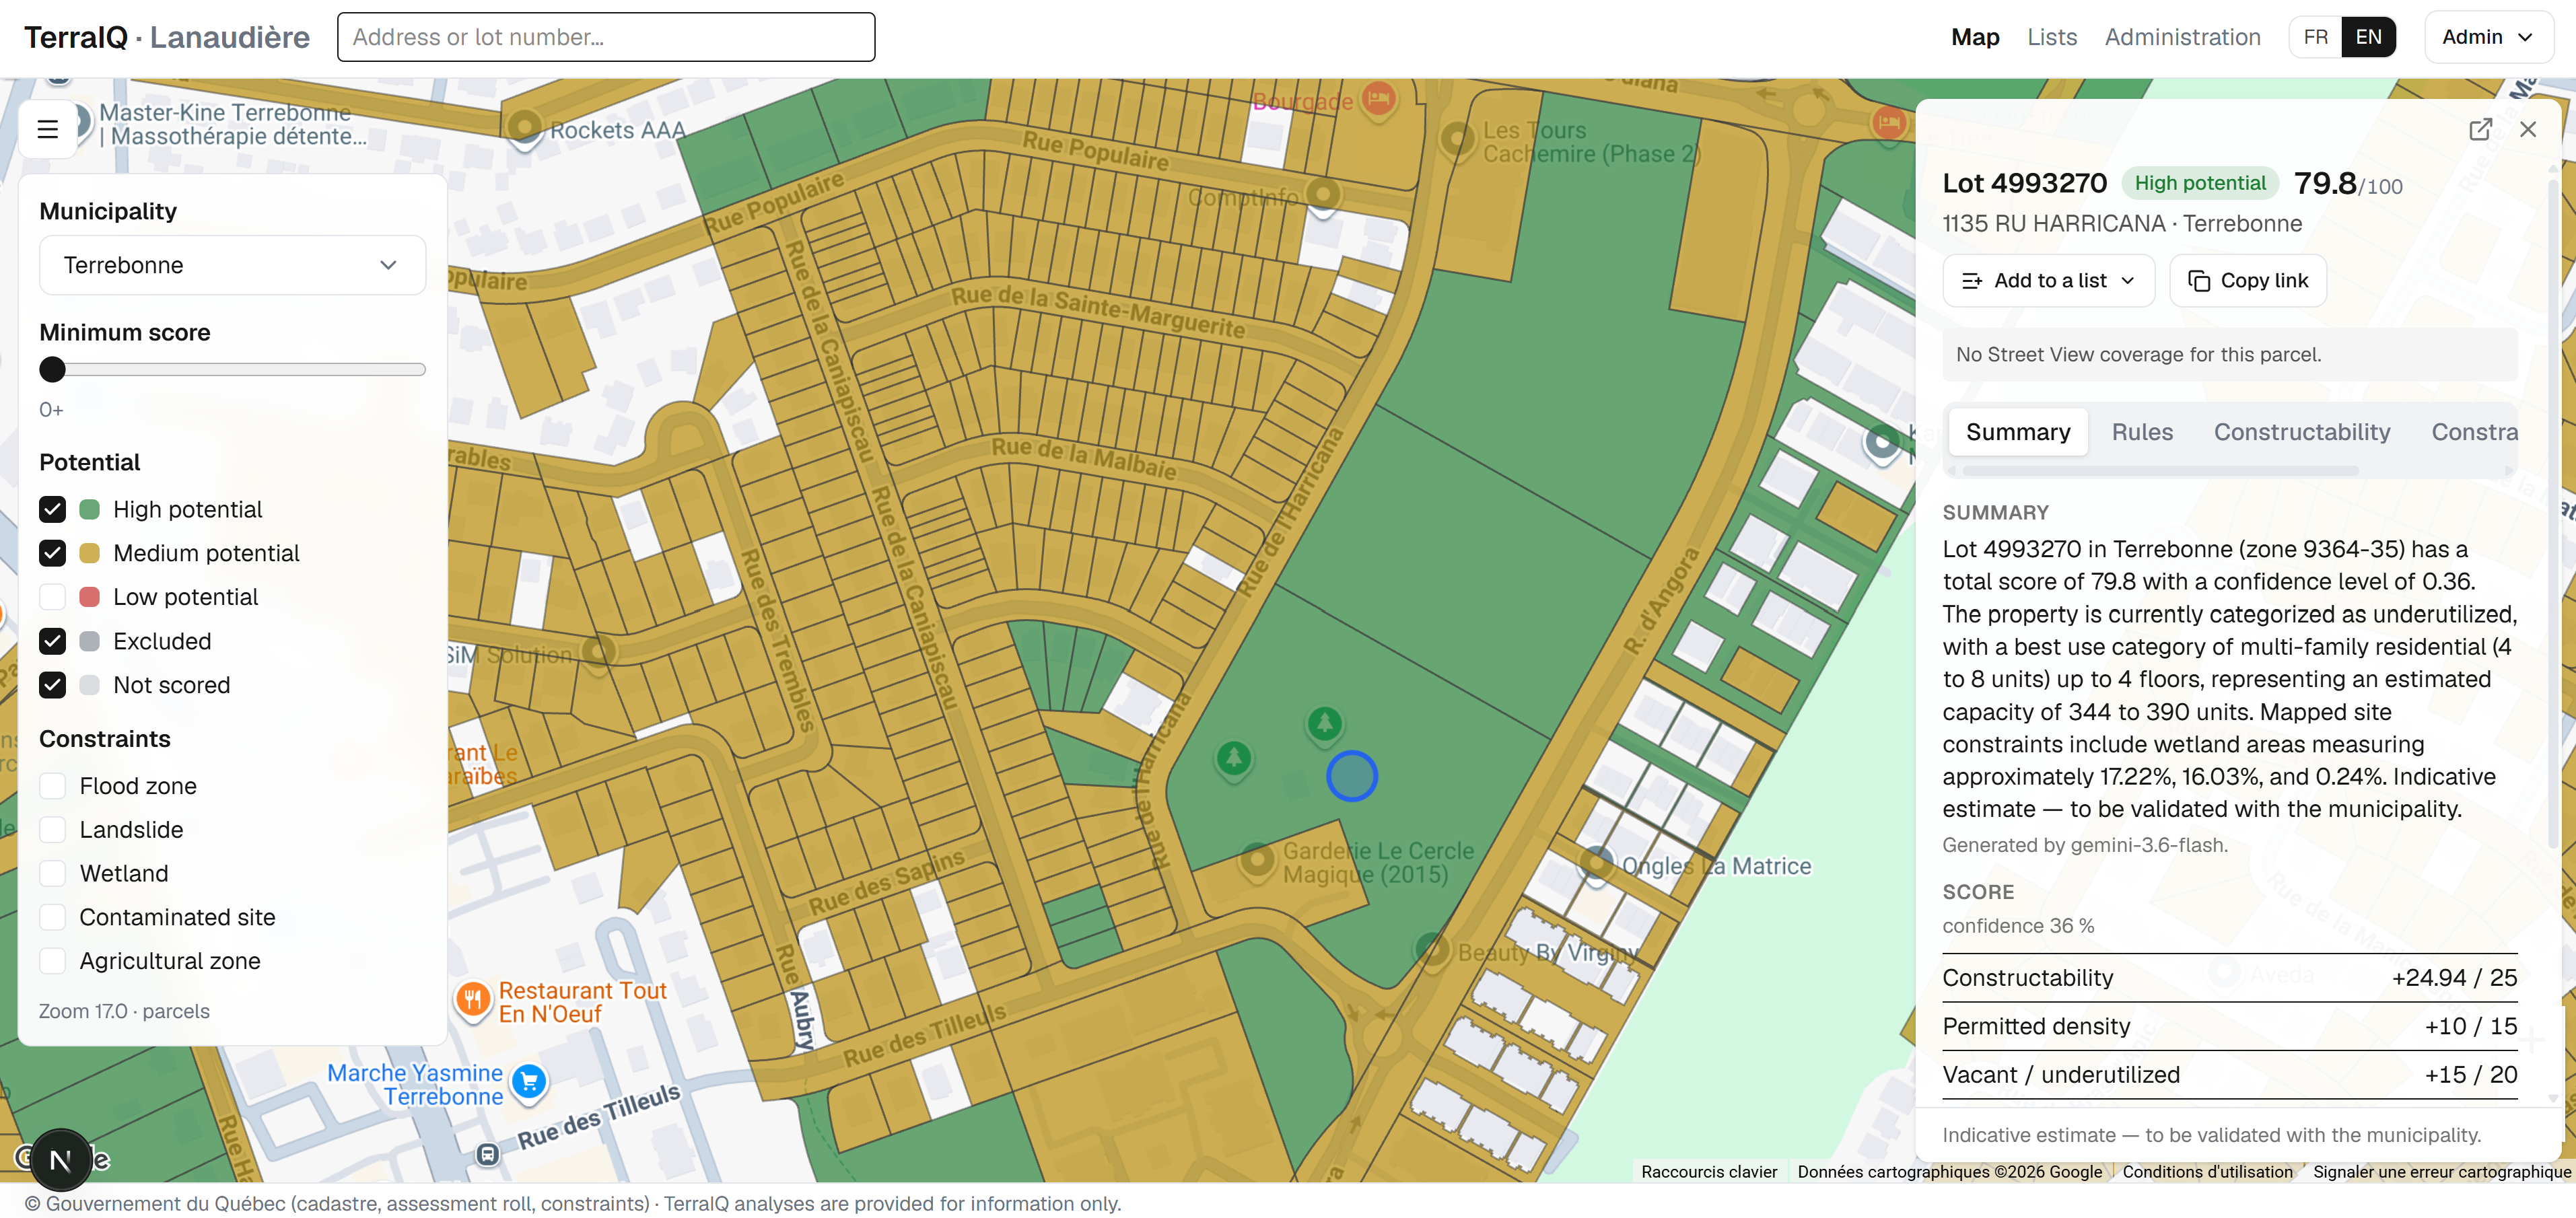 TerraIQ · Lanaudière
Address or lot number...
Map
Lists
Administration
FR
EN
Admin
Municipality
Terrebonne
Minimum score
0+
Potential
High potential
Medium potential
Low potential
Excluded
Not scored
Constraints
Flood zone
Landslide
Wetland
Contaminated site
Agricultural zone
Zoom 17.0 · parcels
Master-Kine Terrebonne
| Massothérapie détente...
Rockets AAA
Bourgade
Les Tours
Cachemire (Phase 2)
ComptInfo
Rue Populaire
Rue Populaire
Rue de la Sainte-Marguerite
Rue de la Malbaie
Rue de la Caniapiscau
Rue de la Caniapiscau
Rue de l'Harricana
Rue de l'Harricana
Rue des Trembles
SiM Solution
R. d'Angora
Rue des Sapins
Rue Aubry
Rue des Tilleuls
Rue des Tilleuls
Garderie Le Cercle
Magique (2015)
Ongles La Matrice
Beauty By Virginy
Restaurant Tout
En N'Oeuf
Marche Yasmine
Terrebonne
Lot 4993270
High potential
79.8/100
1135 RU HARRICANA · Terrebonne
Add to a list
Copy link
No Street View coverage for this parcel.
Summary
Rules
Constructability
Constra
SUMMARY
Lot 4993270 in Terrebonne (zone 9364-35) has a
total score of 79.8 with a confidence level of 0.36.
The property is currently categorized as underutilized,
with a best use category of multi-family residential (4
to 8 units) up to 4 floors, representing an estimated
capacity of 344 to 390 units. Mapped site
constraints include wetland areas measuring
approximately 17.22%, 16.03%, and 0.24%. Indicative
estimate — to be validated with the municipality.
Generated by gemini-3.6-flash.
SCORE
confidence 36 %
Constructability +24.94 / 25
Permitted density +10 / 15
Vacant / underutilized +15 / 20
Indicative estimate — to be validated with the municipality.
Raccourcis clavier
Données cartographiques ©2026 Google
Conditions d'utilisation
Signaler une erreur cartographique
© Gouvernement du Québec (cadastre, assessment roll, constraints) · TerraIQ analyses are provided for information only.